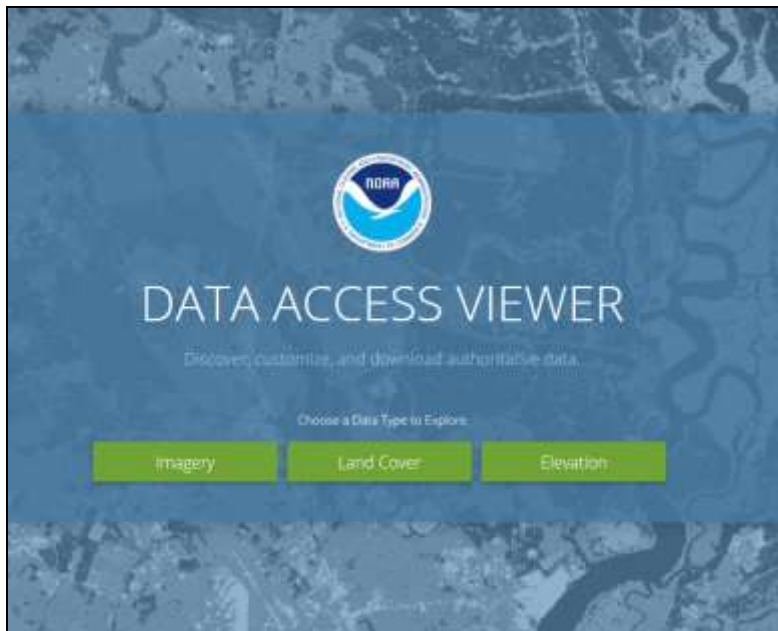 NOAA
DATA ACCESS VIEWER
Discover, customize, and download authoritative data.
Choose a Data Type to Explore:
Imagery
Land Cover
Elevation